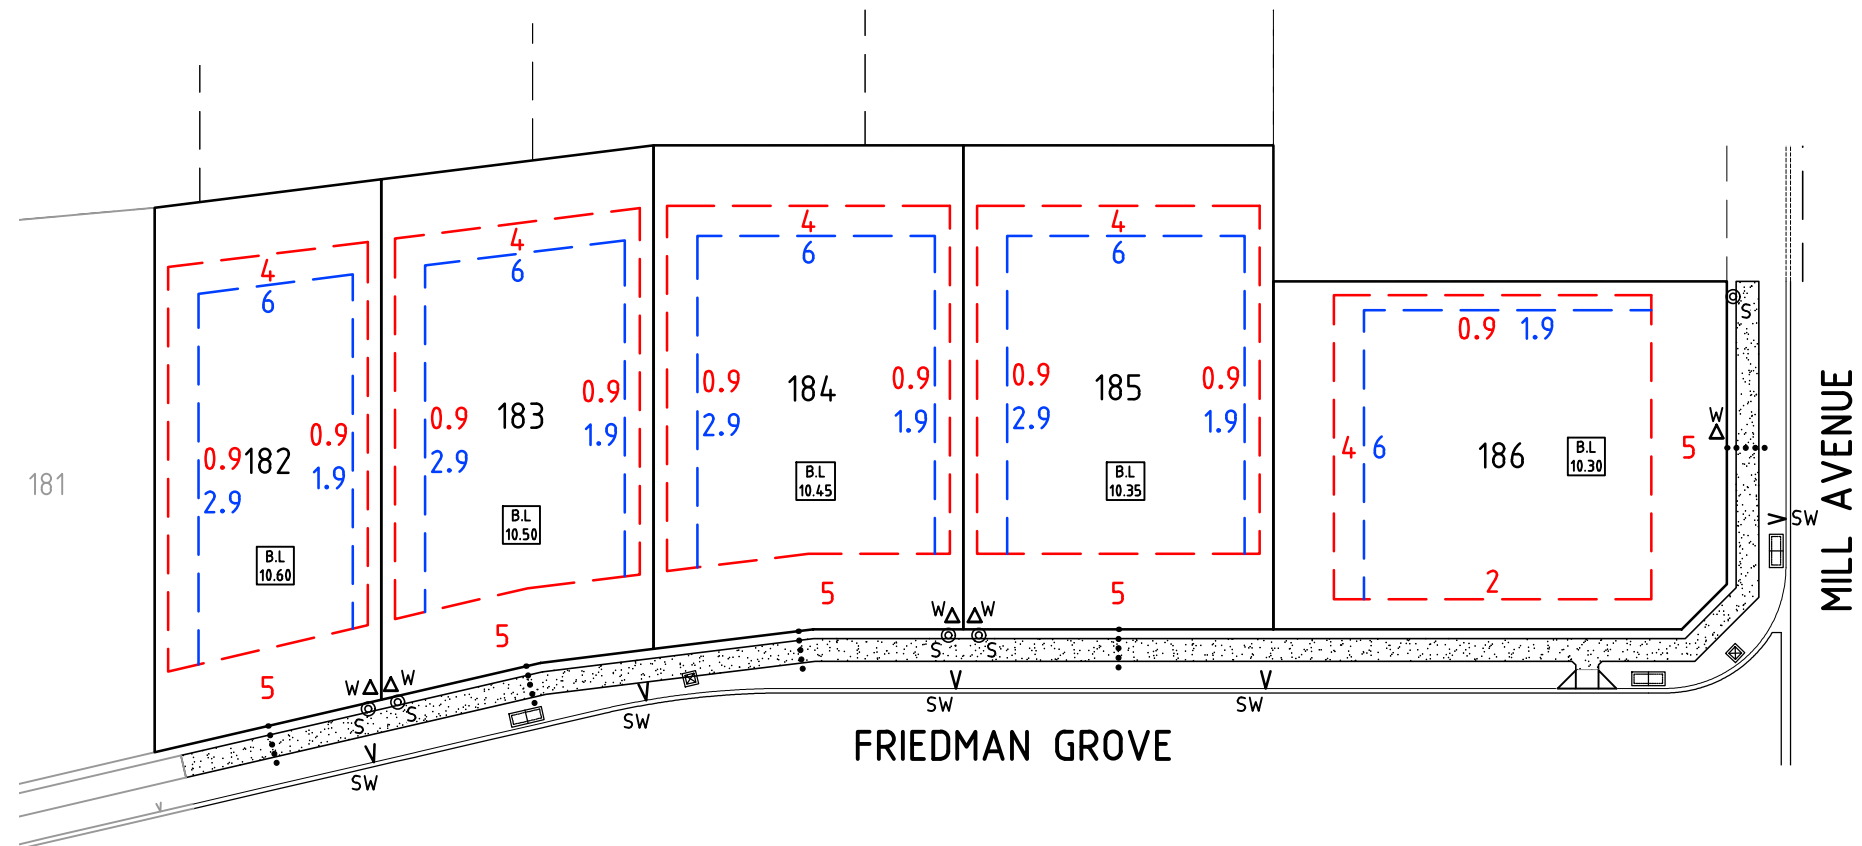 181
4
6
0.9
182
0.9
2.9
1.9
B.L
10.60
5
4
6
0.9
183
0.9
2.9
1.9
B.L
10.50
5
4
6
0.9
184
0.9
2.9
1.9
B.L
10.45
5
4
6
0.9
185
0.9
2.9
1.9
B.L
10.35
5
0.9 1.9
4 6
186
B.L
10.30
5
2
W W
S S
W W
S S
W
S
SW
SW
SW
SW
SW
FRIEDMAN GROVE
MILL AVENUE